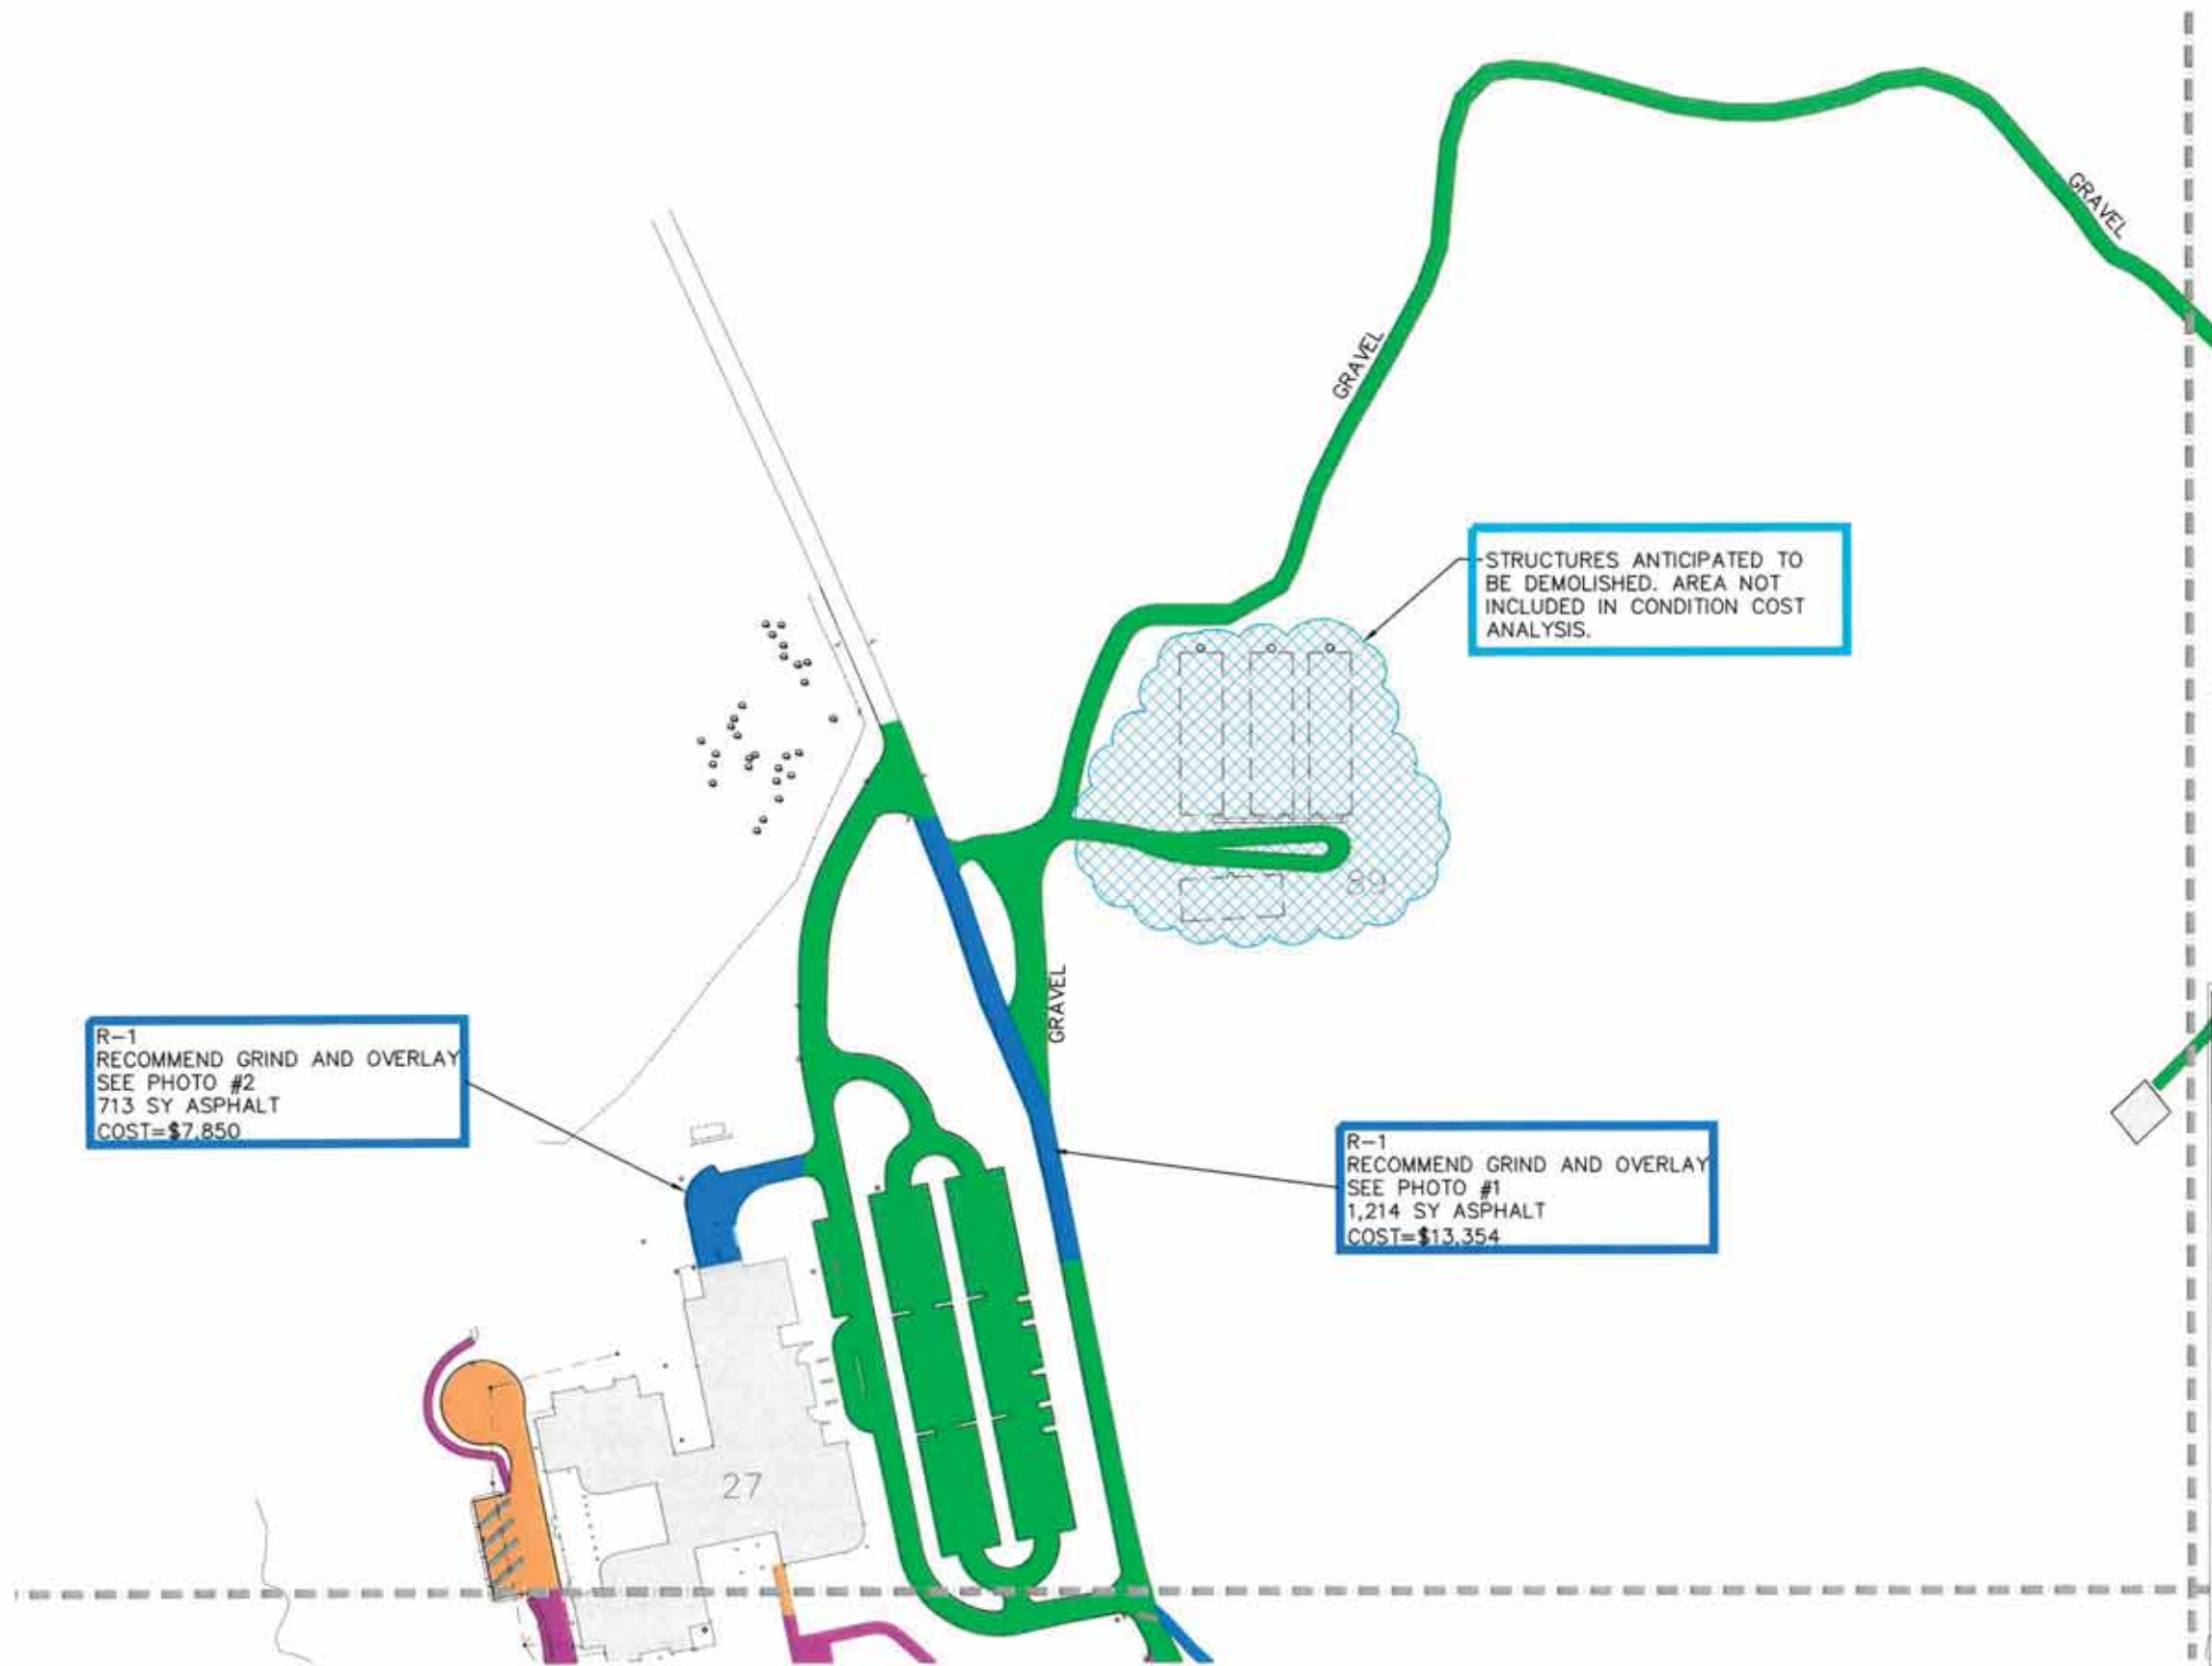 GRAVEL
GRAVEL
STRUCTURES ANTICIPATED TO
BE DEMOLISHED. AREA NOT
INCLUDED IN CONDITION COST
ANALYSIS.
89
GRAVEL
R-1
RECOMMEND GRIND AND OVERLAY
SEE PHOTO #2
713 SY ASPHALT
COST=$7,850
R-1
RECOMMEND GRIND AND OVERLAY
SEE PHOTO #1
1,214 SY ASPHALT
COST=$13,354
27